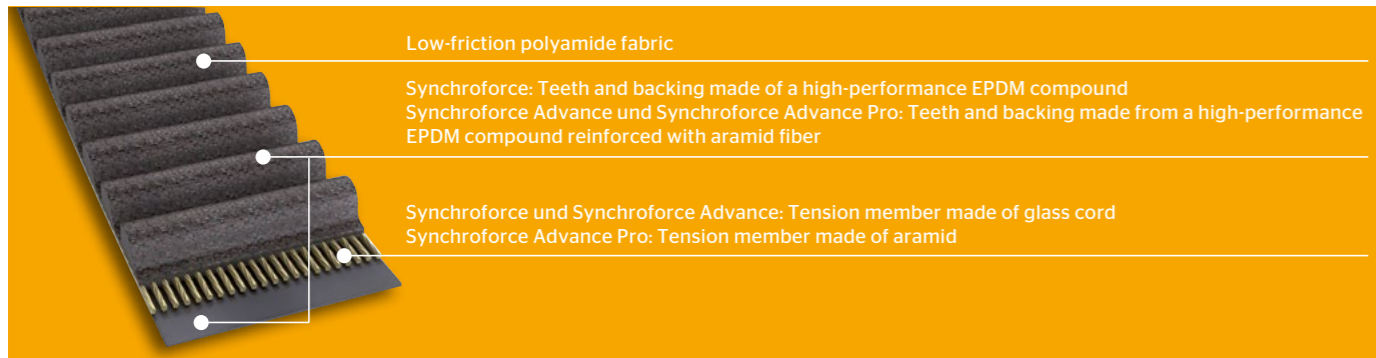 Low-friction polyamide fabric
Synchroforce: Teeth and backing made of a high-performance EPDM compound
Synchroforce Advance und Synchroforce Advance Pro: Teeth and backing made from a high-performance
EPDM compound reinforced with aramid fiber
Synchroforce und Synchroforce Advance: Tension member made of glass cord
Synchroforce Advance Pro: Tension member made of aramid